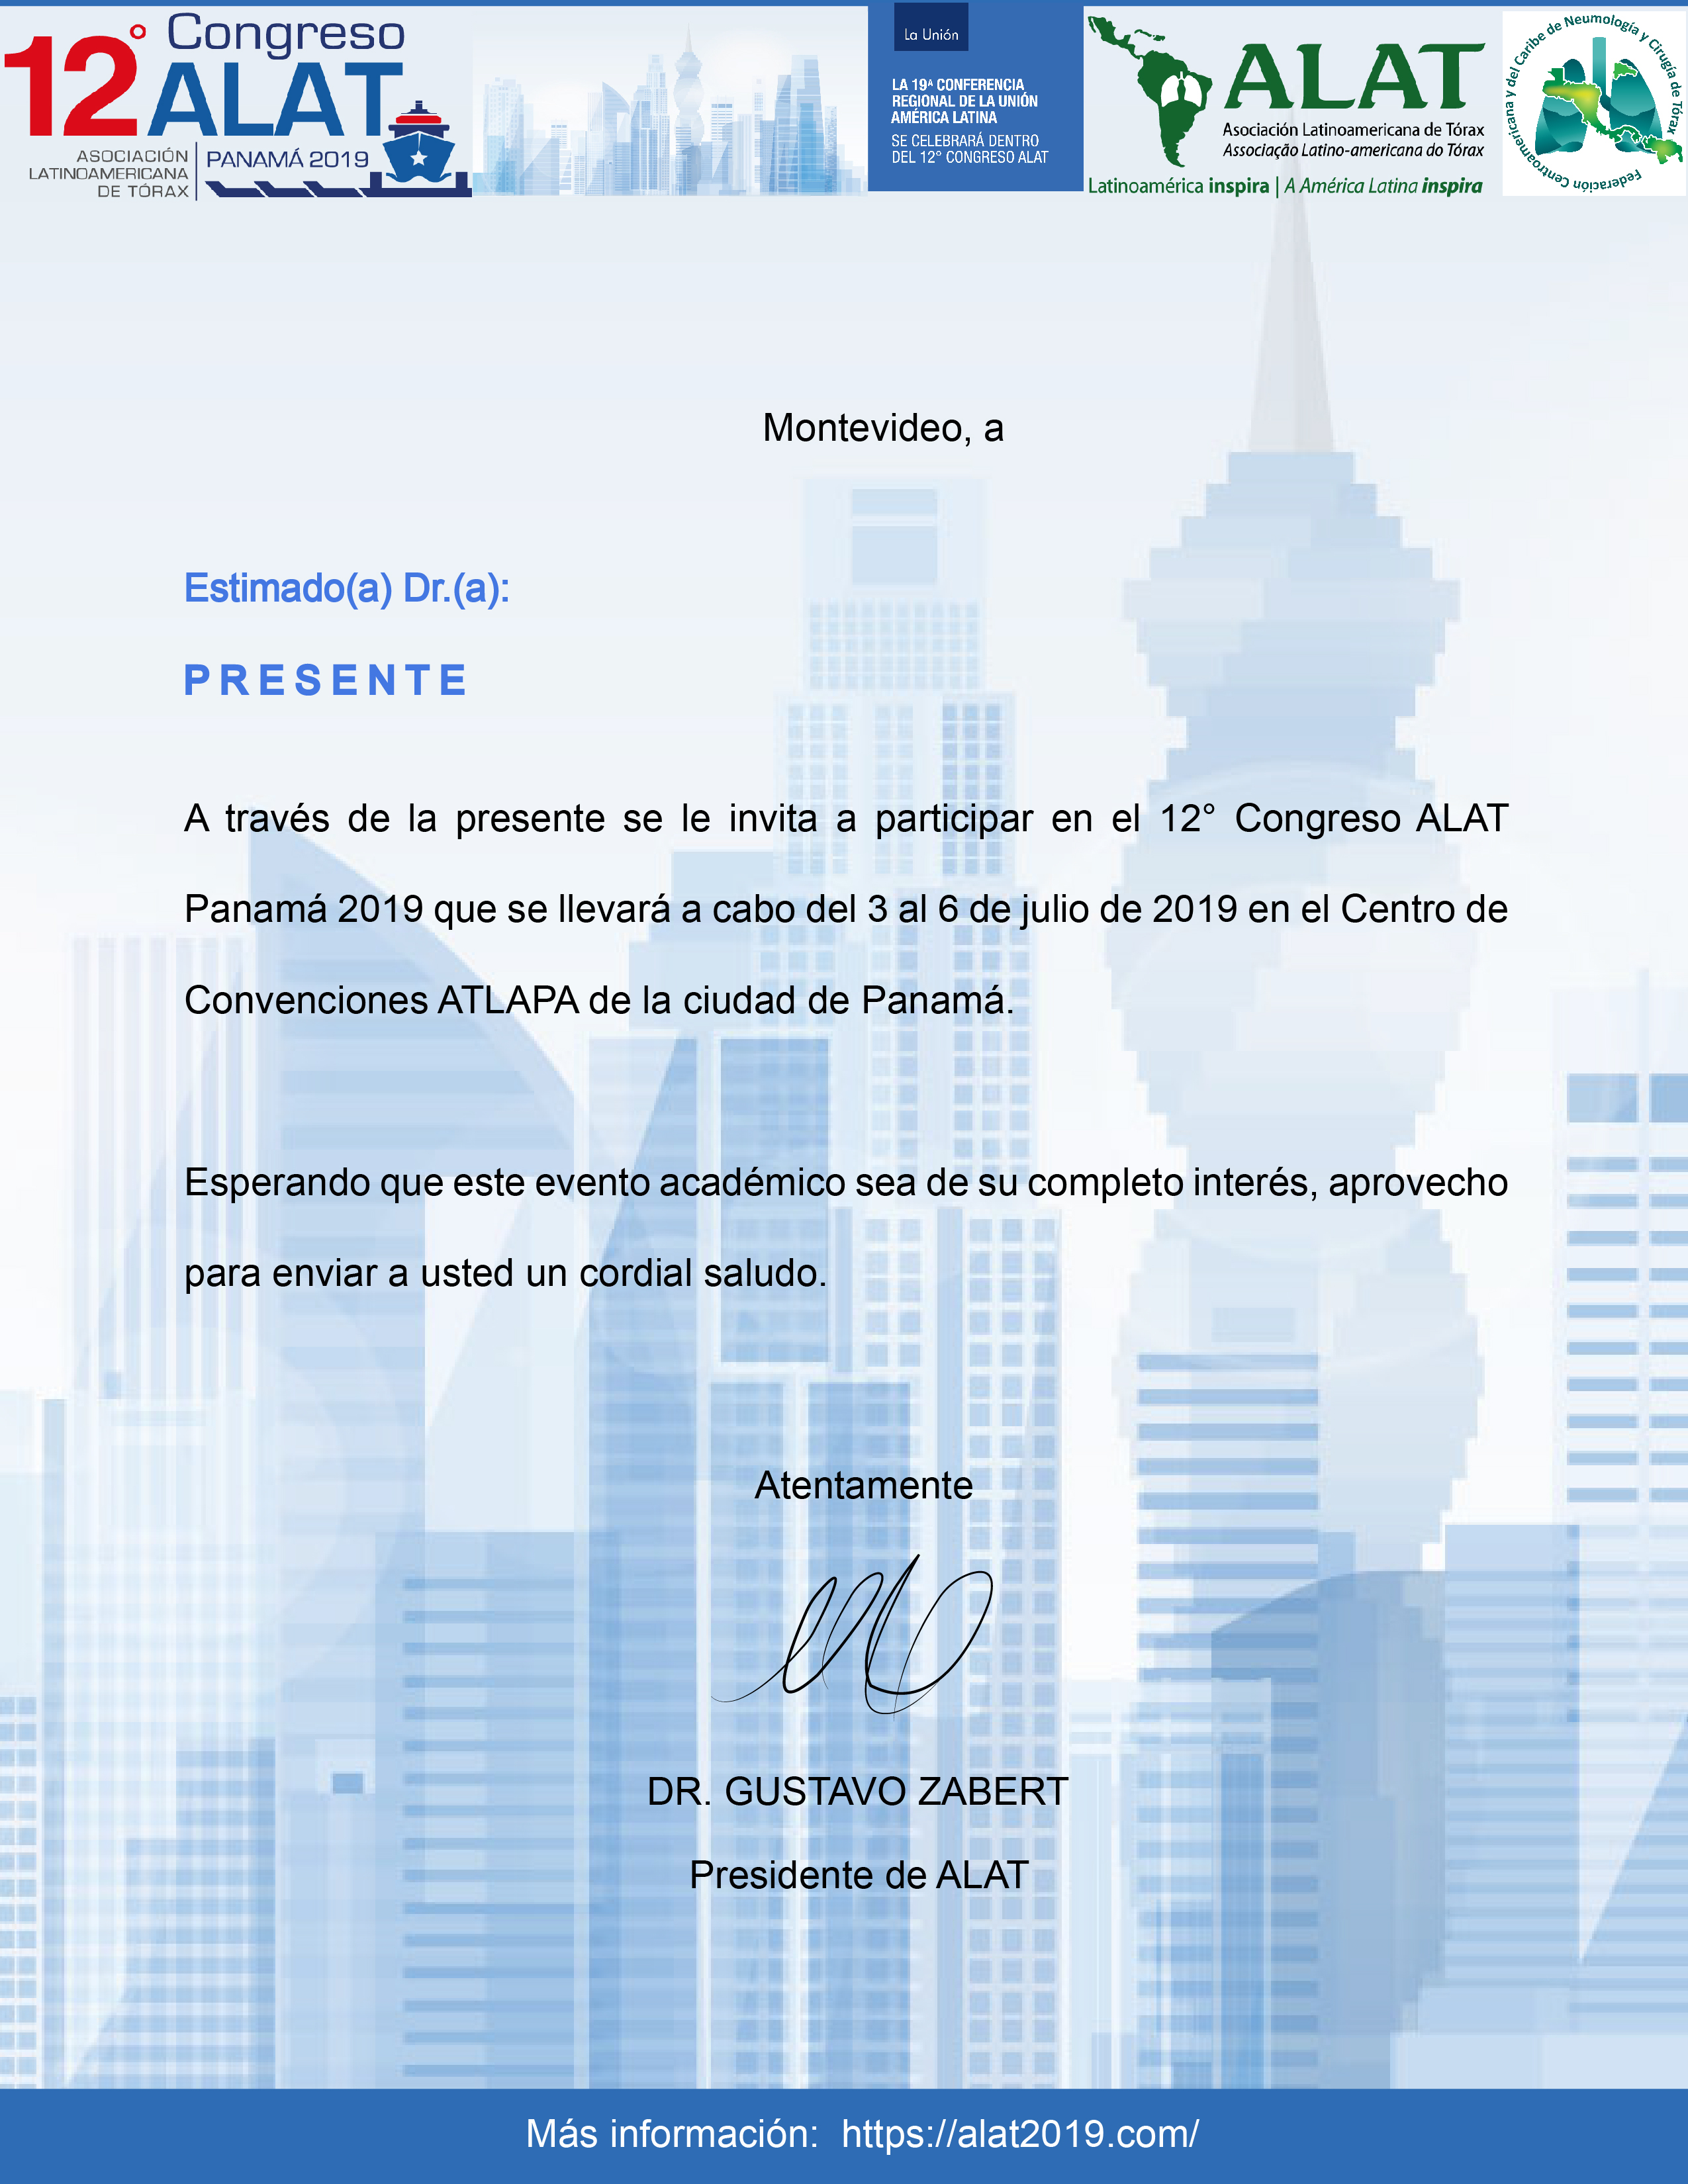 12° Congreso
ALAT
ASOCIACIÓN
LATINOAMERICANA
DE TÓRAX
PANAMÁ 2019
La Unión
LA 19ª CONFERENCIA
REGIONAL DE LA UNIÓN
AMÉRICA LATINA
SE CELEBRARÁ DENTRO
DEL 12° CONGRESO ALAT
ALAT
Asociación Latinoamericana de Tórax
Associação Latino-americana do Tórax
Latinoamérica inspira | A América Latina inspira
Federación Centroamericana y del Caribe de Neumología y Cirugía de Tórax
Montevideo, a
Estimado(a) Dr.(a):
PRESENTE
A través de la presente se le invita a participar en el 12° Congreso ALAT
Panamá 2019 que se llevará a cabo del 3 al 6 de julio de 2019 en el Centro de
Convenciones ATLAPA de la ciudad de Panamá.
Esperando que este evento académico sea de su completo interés, aprovecho
para enviar a usted un cordial saludo.
Atentamente
DR. GUSTAVO ZABERT
Presidente de ALAT
Más información: https://alat2019.com/